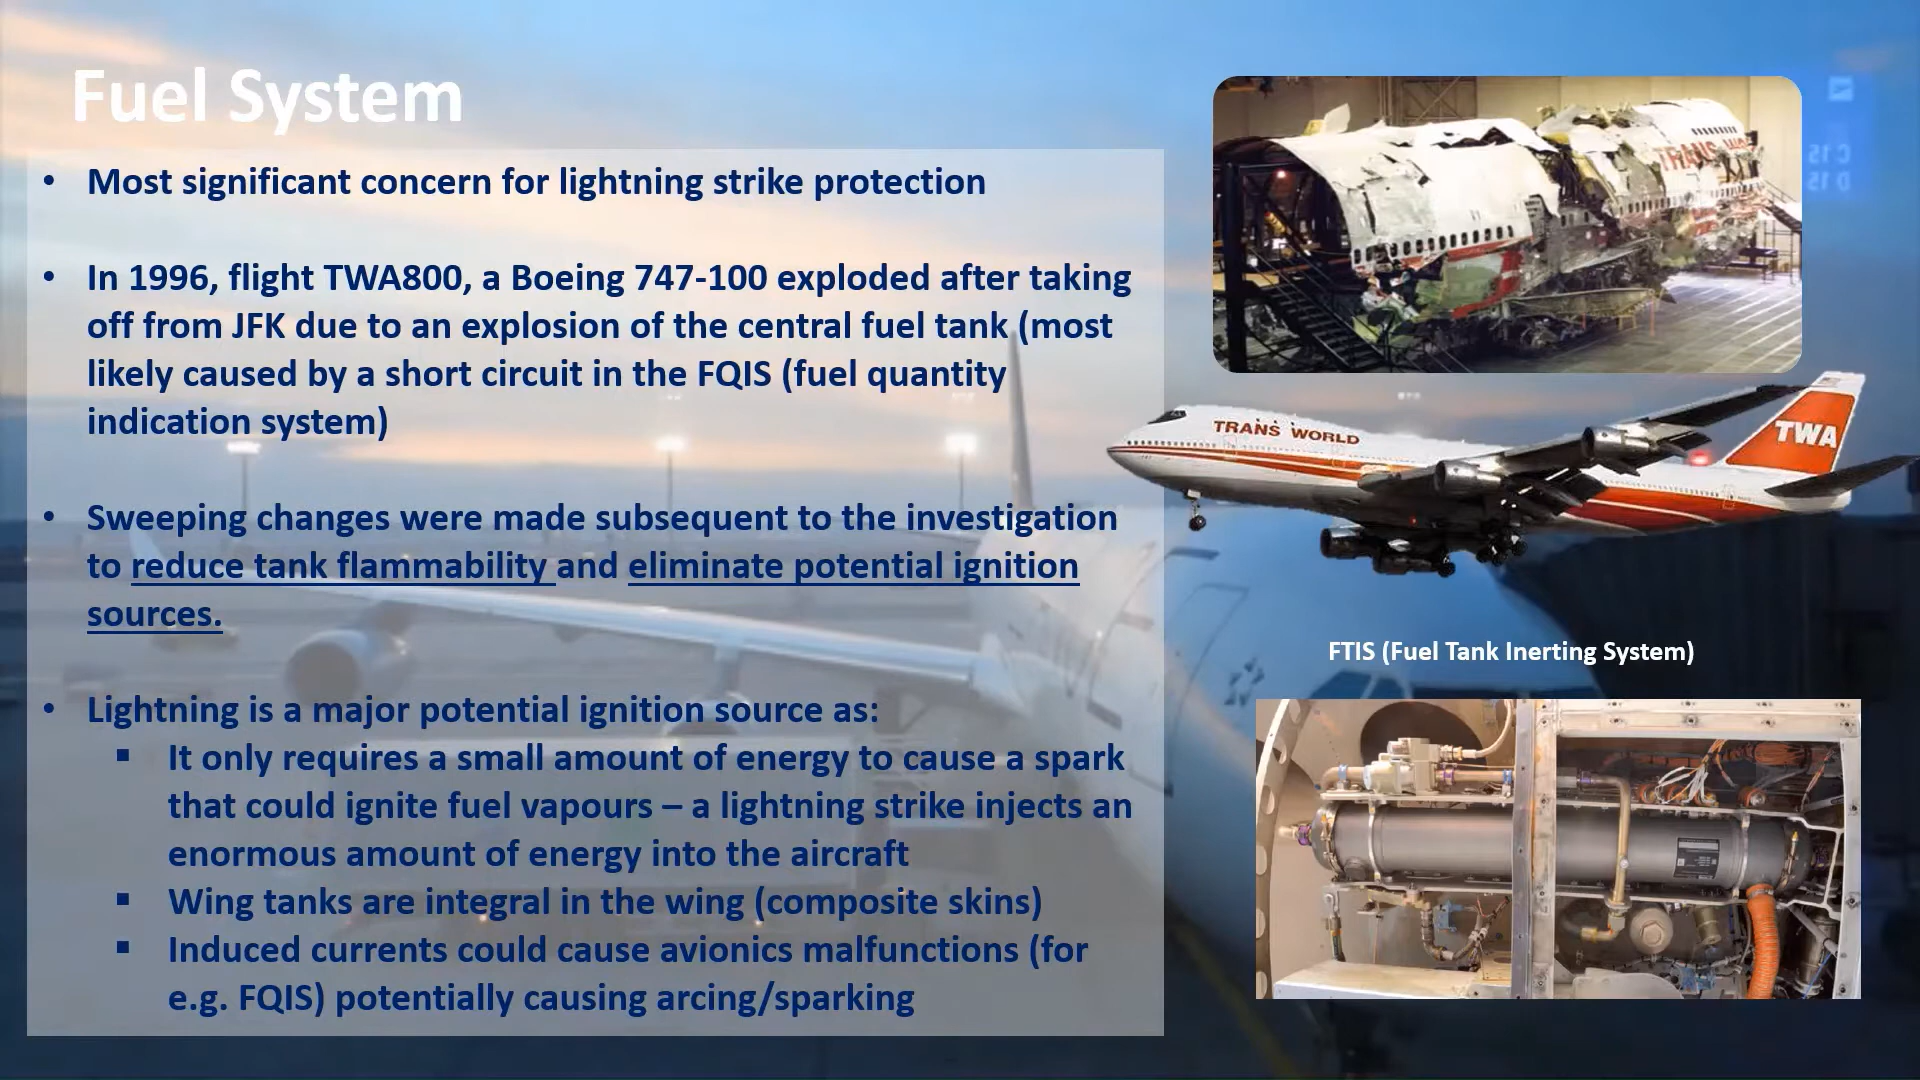 Fuel System
• Most significant concern for lightning strike protection
• In 1996, flight TWA800, a Boeing 747-100 exploded after taking
off from JFK due to an explosion of the central fuel tank (most
likely caused by a short circuit in the FQIS (fuel quantity
indication system)
• Sweeping changes were made subsequent to the investigation
to reduce tank flammability and eliminate potential ignition
sources.
• Lightning is a major potential ignition source as:
▪ It only requires a small amount of energy to cause a spark
that could ignite fuel vapours – a lightning strike injects an
enormous amount of energy into the aircraft
▪ Wing tanks are integral in the wing (composite skins)
▪ Induced currents could cause avionics malfunctions (for
e.g. FQIS) potentially causing arcing/sparking
TRANS WORLD
TWA
FTIS (Fuel Tank Inerting System)